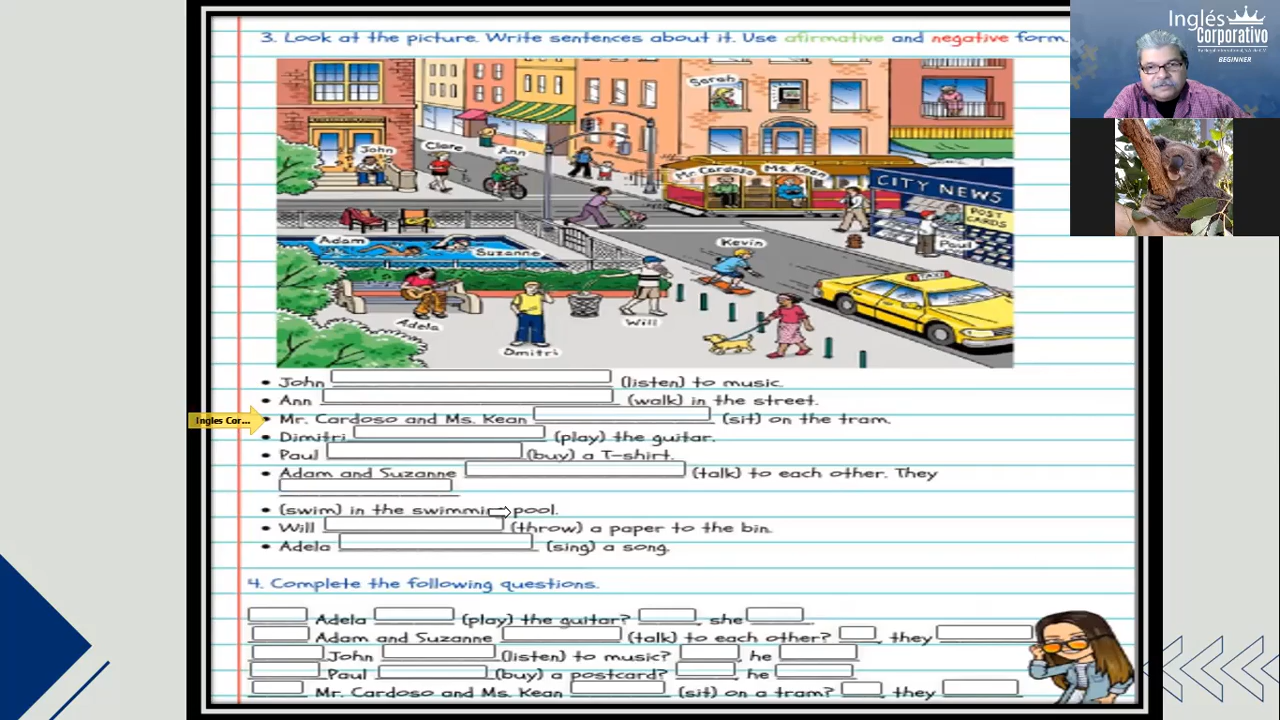 3. Look at the picture. Write sentences about it. Use afirmative and negative form.
Inglés
Corporativo
BEGINNER
Sarah
John
Clare
Ann
Mr. Cardoso
Ms. Kean
CITY NEWS
POST CARDS
Paul
Adam
Suzanne
Kevin
TAXI
Adela
Will
Dmitri
• John (listen) to music.
• Ann (walk) in the street.
Ingles Cor...
• Mr. Cardoso and Ms. Kean (sit) on the tram.
• Dimitri (play) the guitar.
• Paul (buy) a T-shirt.
• Adam and Suzanne (talk) to each other. They
• (swim) in the swimming pool.
• Will (throw) a paper to the bin.
• Adela (sing) a song.
4. Complete the following questions.
Adela (play) the guitar? , she
Adam and Suzanne (talk) to each other? , they
John (listen) to music? , he
Paul (buy) a postcard? , he
Mr. Cardoso and Ms. Kean (sit) on a tram? , they